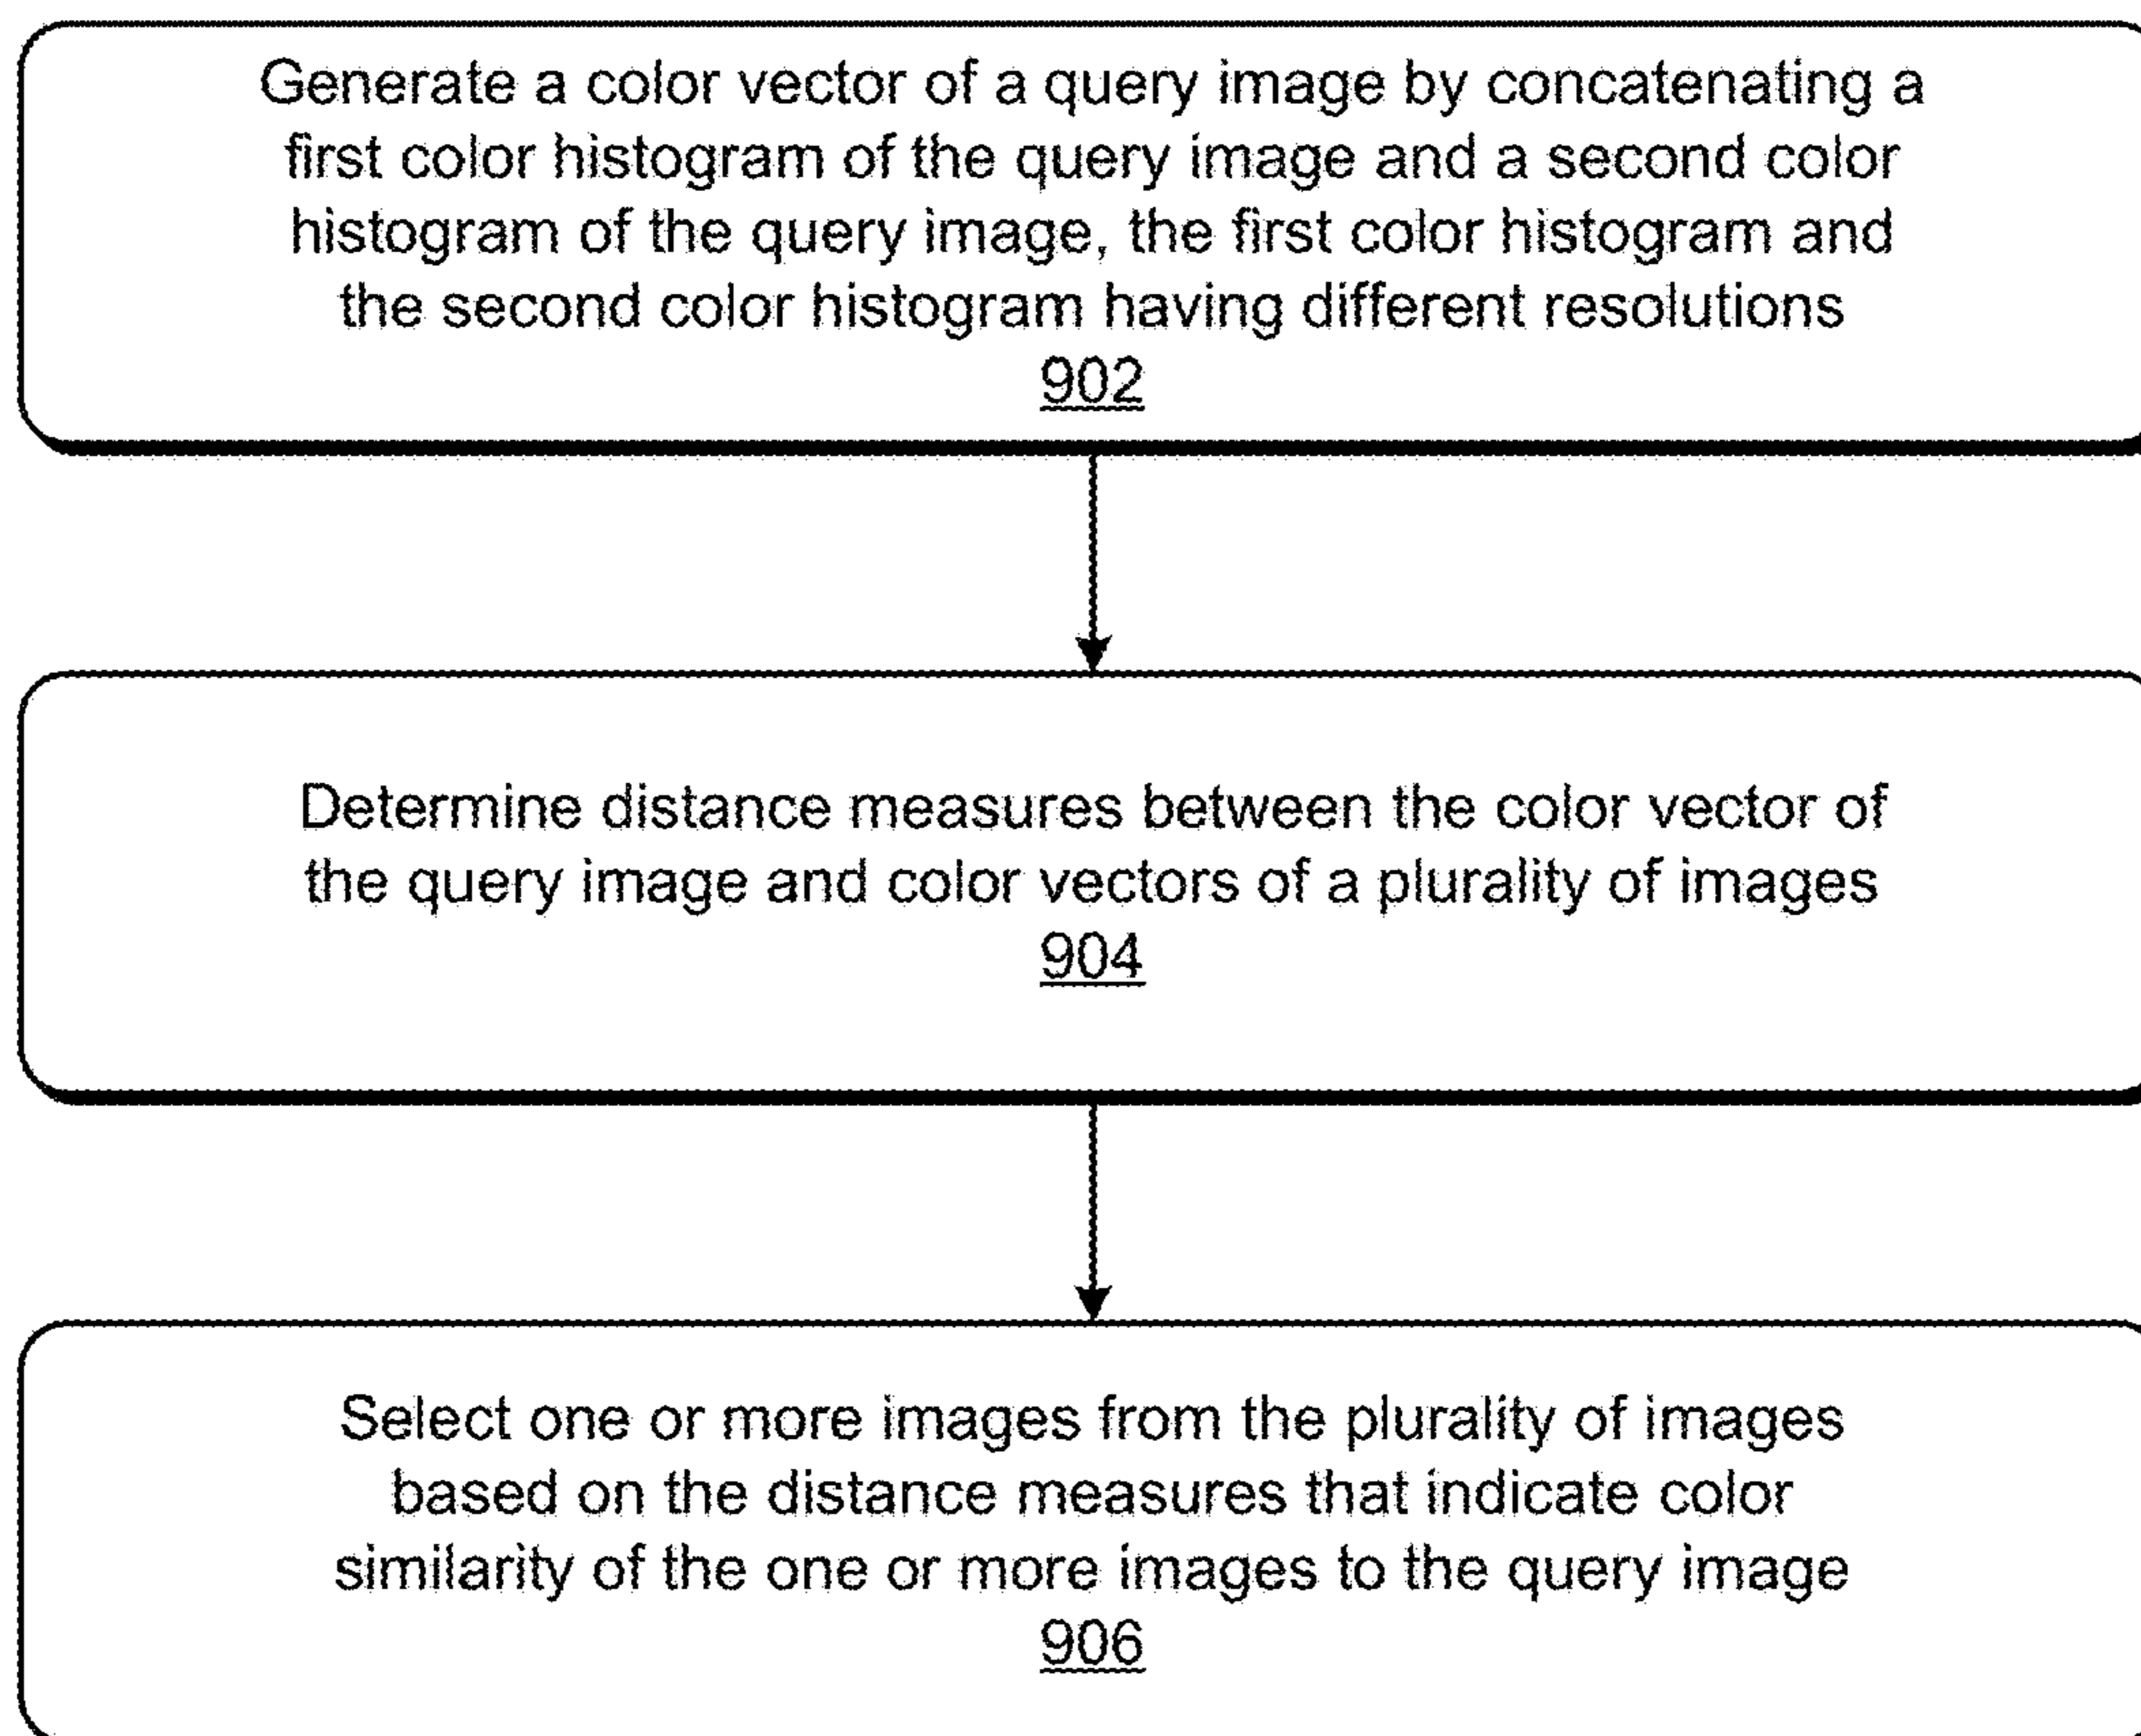 Generate a color vector of a query image by concatenating a
first color histogram of the query image and a second color
histogram of the query image, the first color histogram and
the second color histogram having different resolutions
902
Determine distance measures between the color vector of
the query image and color vectors of a plurality of images
904
Select one or more images from the plurality of images
based on the distance measures that indicate color
similarity of the one or more images to the query image
906